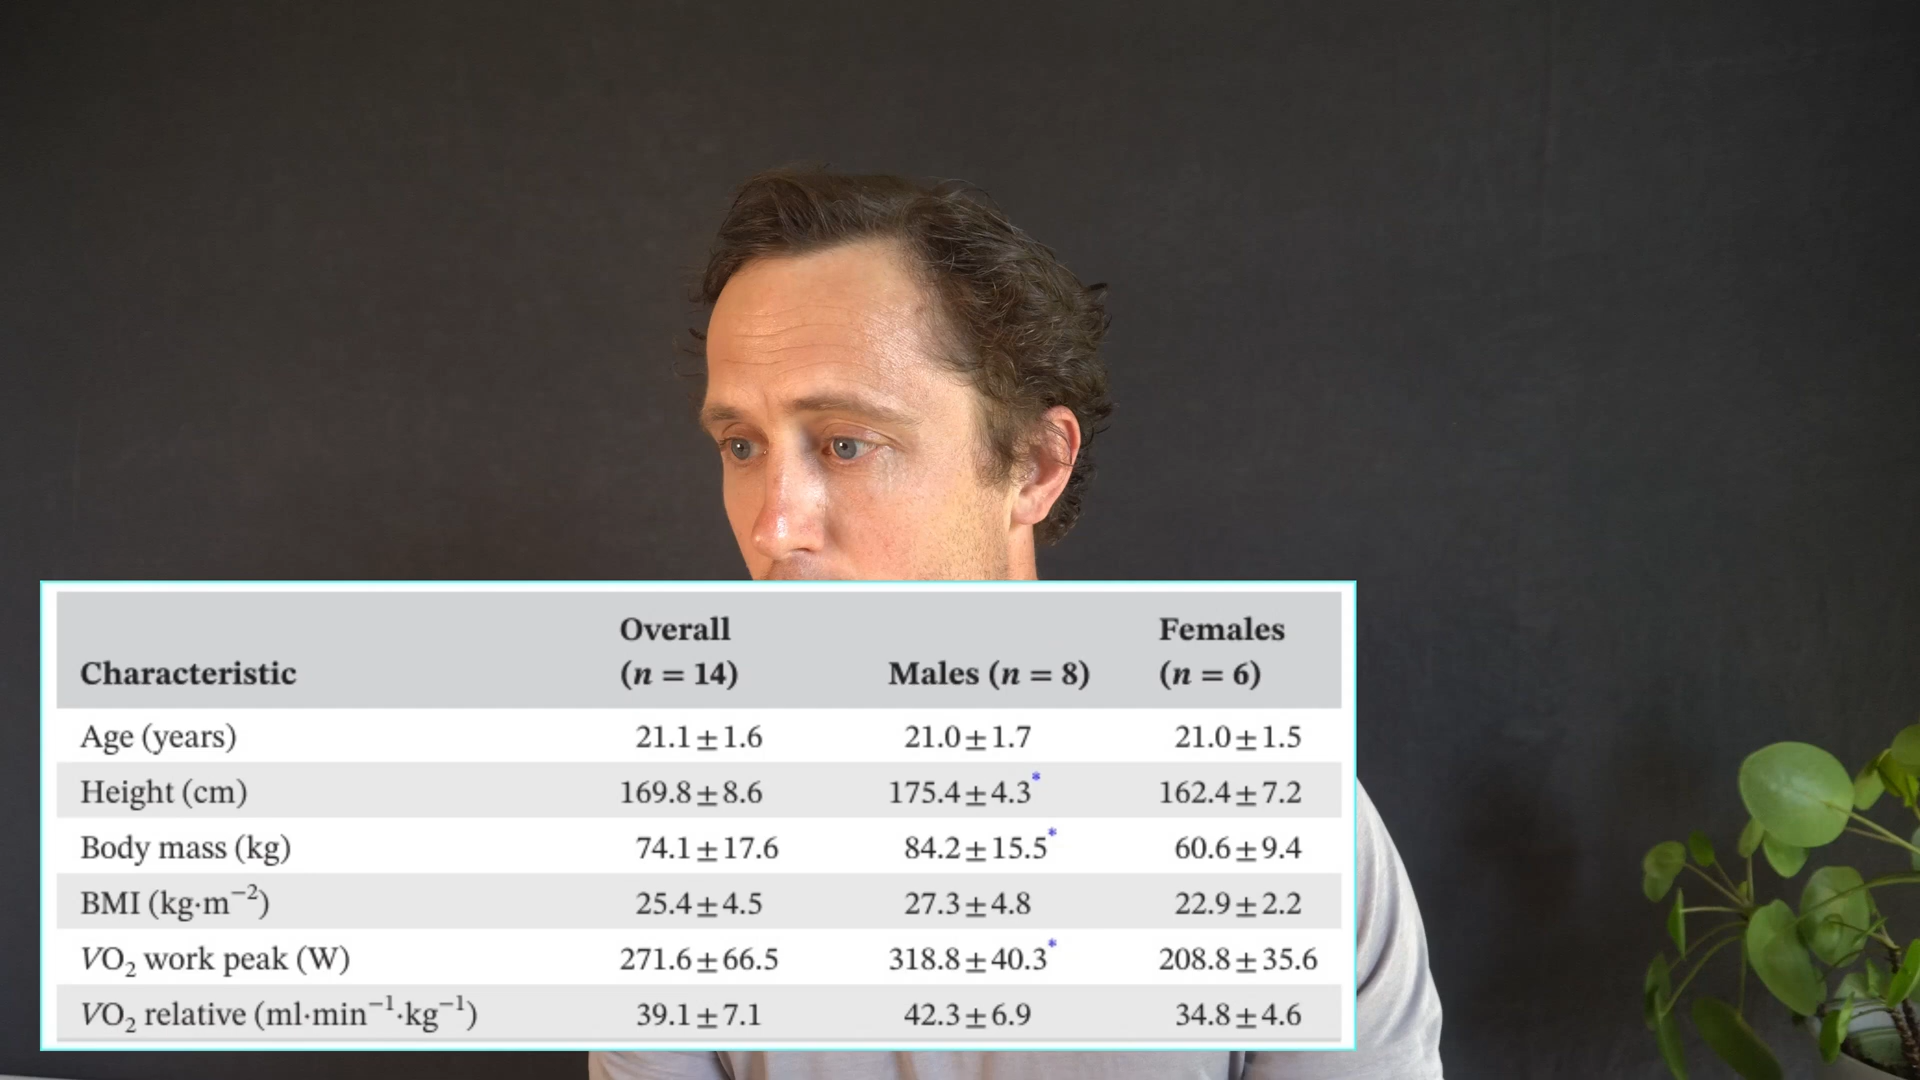 Characteristic Overall (n = 14) Males (n = 8) Females (n = 6)
Age (years) 21.1 ± 1.6 21.0 ± 1.7 21.0 ± 1.5
Height (cm) 169.8 ± 8.6 175.4 ± 4.3* 162.4 ± 7.2
Body mass (kg) 74.1 ± 17.6 84.2 ± 15.5* 60.6 ± 9.4
BMI (kg·m⁻²) 25.4 ± 4.5 27.3 ± 4.8 22.9 ± 2.2
VO₂ work peak (W) 271.6 ± 66.5 318.8 ± 40.3* 208.8 ± 35.6
VO₂ relative (ml·min⁻¹·kg⁻¹) 39.1 ± 7.1 42.3 ± 6.9 34.8 ± 4.6